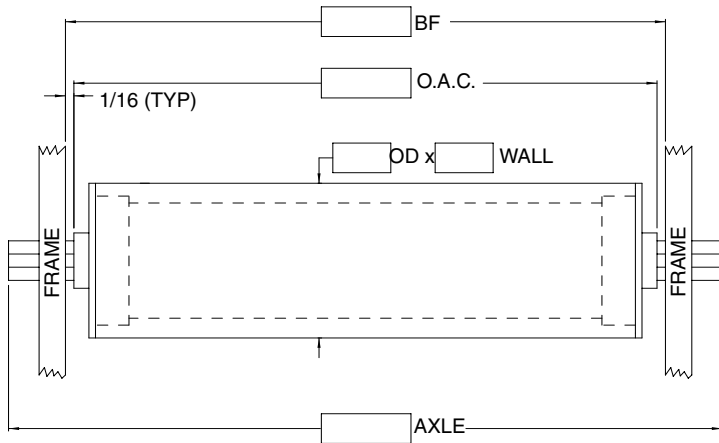 BF
O.A.C.
1/16 (TYP)
OD x WALL
FRAME
FRAME
AXLE